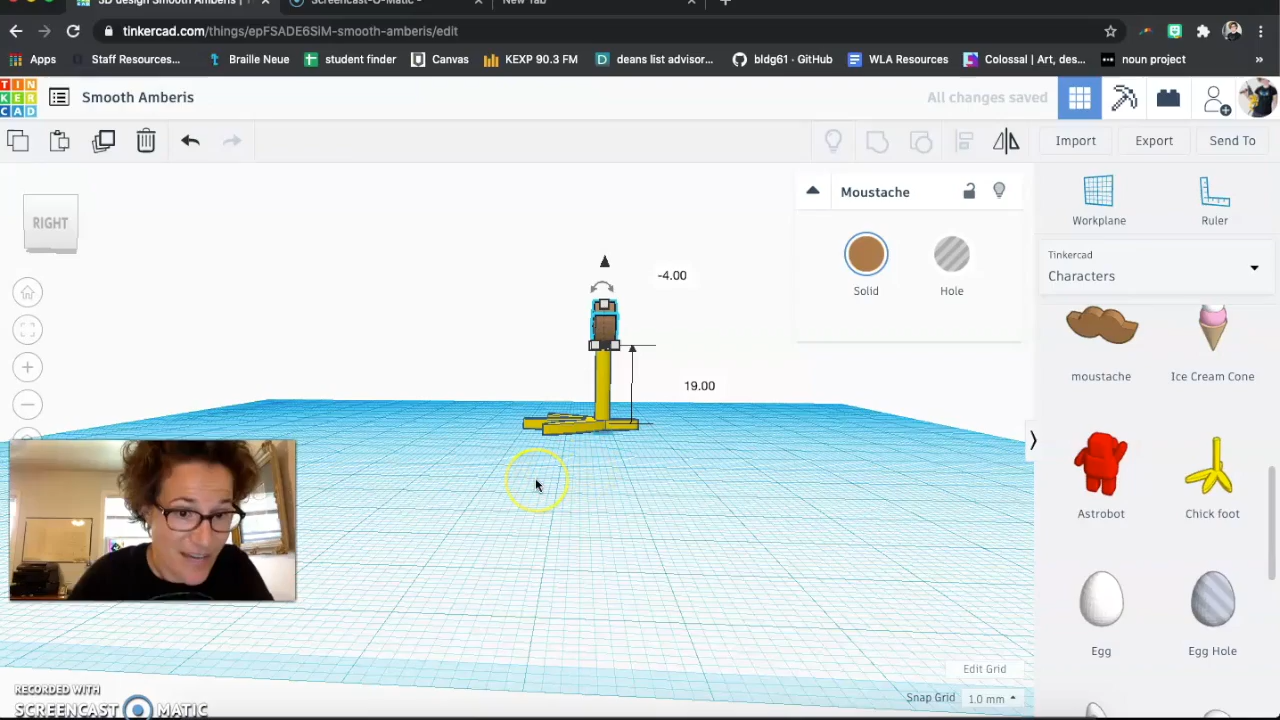 3D design Smooth Amberis |
Screencast-O-Matic -
New Tab
tinkercad.com/things/epFSADE6SiM-smooth-amberis/edit
Apps
Staff Resources...
Braille Neue
student finder
Canvas
KEXP 90.3 FM
deans list advisor...
bldg61 · GitHub
WLA Resources
Colossal | Art, des...
noun project
TIN
KER
CAD
Smooth Amberis
All changes saved
Import
Export
Send To
RIGHT
Moustache
Solid
Hole
-4.00
19.00
Workplane
Ruler
Tinkercad
Characters
moustache
Ice Cream Cone
Astrobot
Chick foot
Egg
Egg Hole
Edit Grid
Snap Grid
1.0 mm
RECORDED WITH
SCREENCAST MATIC